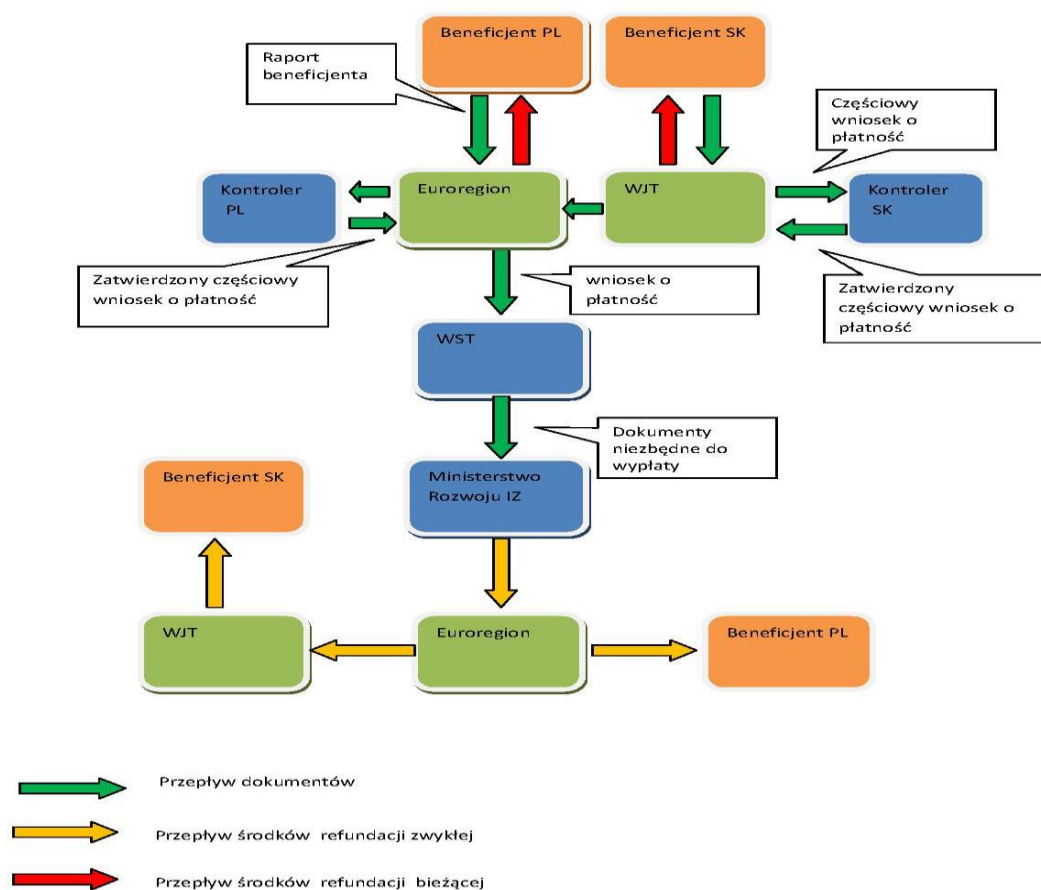 Beneficjent PL
Beneficjent SK
Raport
beneficjenta
Częściowy
wniosek o
płatność
Kontroler
PL
Euroregion
WJT
Kontroler
SK
Zatwierdzony częściowy
wniosek o płatność
wniosek o
płatność
Zatwierdzony
częściowy wniosek o
płatność
WST
Dokumenty
niezbędne do
wypłaty
Beneficjent SK
Ministerstwo
Rozwoju IZ
WJT
Euroregion
Beneficjent PL
Przepływ dokumentów
Przepływ środków refundacji zwykłej
Przepływ środków refundacji bieżącej